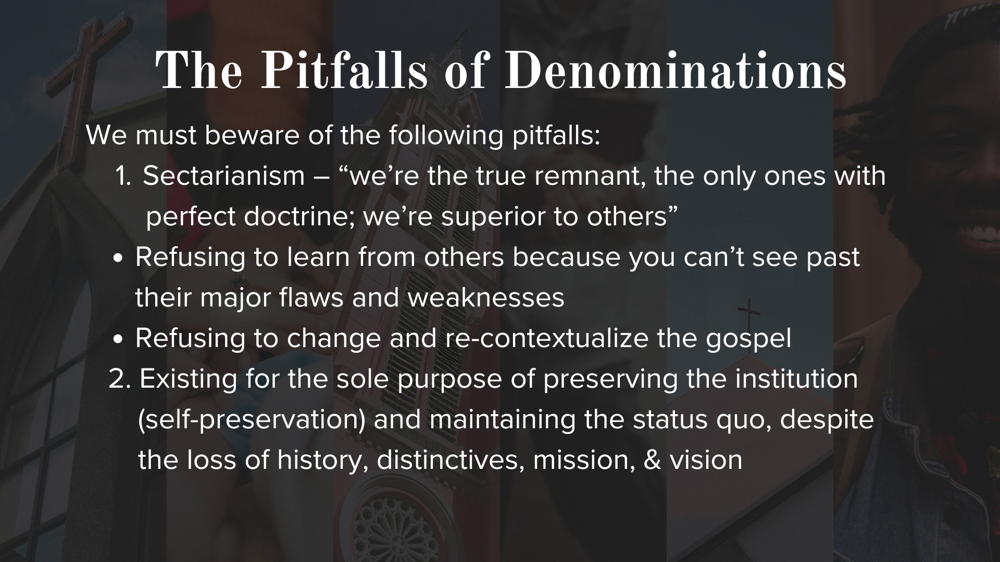 The Pitfalls of Denominations
We must beware of the following pitfalls:
1. Sectarianism – “we’re the true remnant, the only ones with
perfect doctrine; we’re superior to others”
• Refusing to learn from others because you can’t see past
their major flaws and weaknesses
• Refusing to change and re-contextualize the gospel
2. Existing for the sole purpose of preserving the institution
(self-preservation) and maintaining the status quo, despite
the loss of history, distinctives, mission, & vision